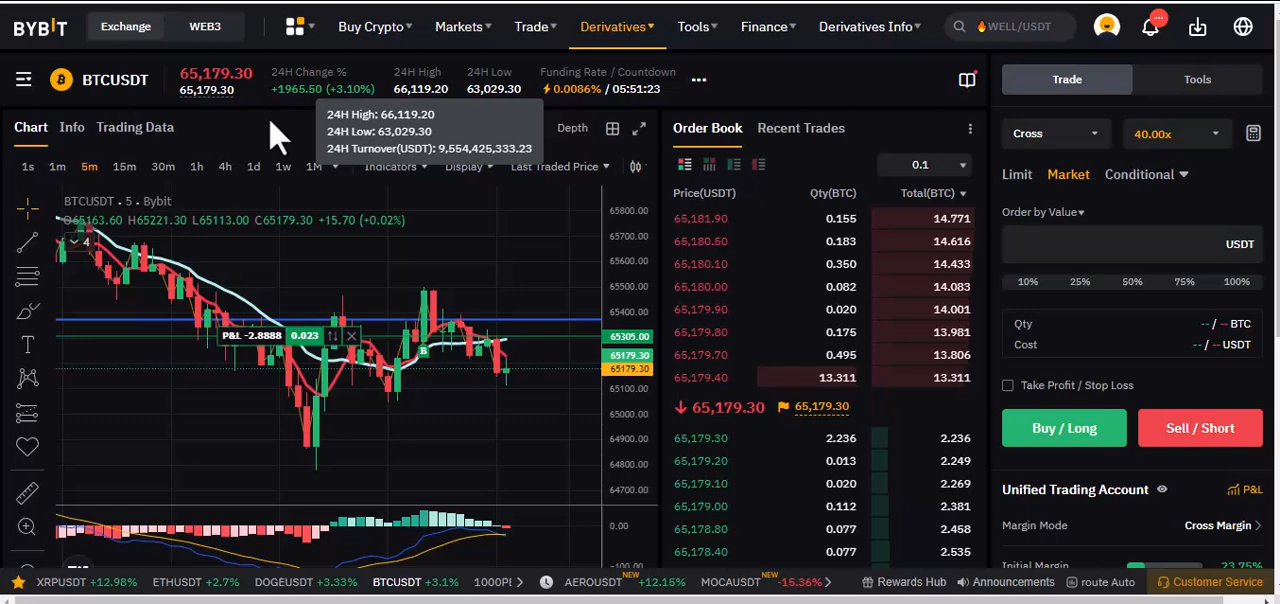 BYBIT Exchange WEB3 Buy Crypto Markets Trade Derivatives Tools Finance Derivatives Info WELL/USDT
BTCUSDT 65,179.30 24H Change % 24H High 24H Low Funding Rate / Countdown
65,179.30 +1965.50 (+3.10%) 66,119.20 63,029.30 0.0086% / 05:51:23
Trade Tools
24H High: 66,119.20
24H Low: 63,029.30
24H Turnover(USDT): 9,554,425,333.23
Chart Info Trading Data Depth
1s 1m 5m 15m 30m 1h 4h 1d 1w 1M Indicators Display Last Traded Price
BTCUSDT · 5 · Bybit
O65163.60 H65221.30 L65113.00 C65179.30 +15.70 (+0.02%)
4
P&L -2.8888 0.023
B
65800.00
65700.00
65600.00
65500.00
65400.00
65305.00
65179.30
65179.30
65100.00
65000.00
64900.00
64800.00
64700.00
0.00
-100.00
Order Book Recent Trades
0.1
Price(USDT) Qty(BTC) Total(BTC)
65,181.90 0.155 14.771
65,180.50 0.183 14.616
65,180.10 0.350 14.433
65,180.00 0.082 14.083
65,179.90 0.020 14.001
65,179.80 0.175 13.981
65,179.70 0.495 13.806
65,179.40 13.311 13.311
65,179.30 65,179.30
65,179.30 2.236 2.236
65,179.20 0.013 2.249
65,179.10 0.020 2.269
65,179.00 0.112 2.381
65,178.80 0.077 2.458
65,178.40 0.077 2.535
Cross 40.00x
Limit Market Conditional
Order by Value
USDT
10% 25% 50% 75% 100%
Qty --/-- BTC
Cost --/-- USDT
Take Profit / Stop Loss
Buy / Long Sell / Short
Unified Trading Account P&L
Margin Mode Cross Margin
Initial Margin 23.75%
XRPUSDT +12.98% ETHUSDT +2.7% DOGEUSDT +3.33% BTCUSDT +3.1% 1000PE AEROUSDT NEW +12.15% MOCAUSDT NEW -15.36% Rewards Hub Announcements route Auto Customer Service